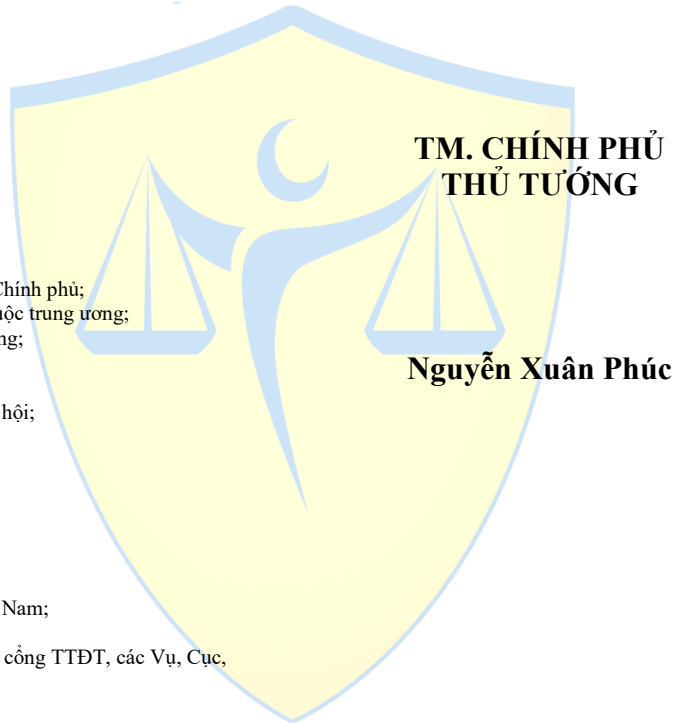 TM. CHÍNH PHỦ
THỦ TƯỚNG
Chính phủ;
uộc trung ương;
ng;
Nguyễn Xuân Phúc
hội;
Nam;
cổng TTĐT, các Vụ, Cục,